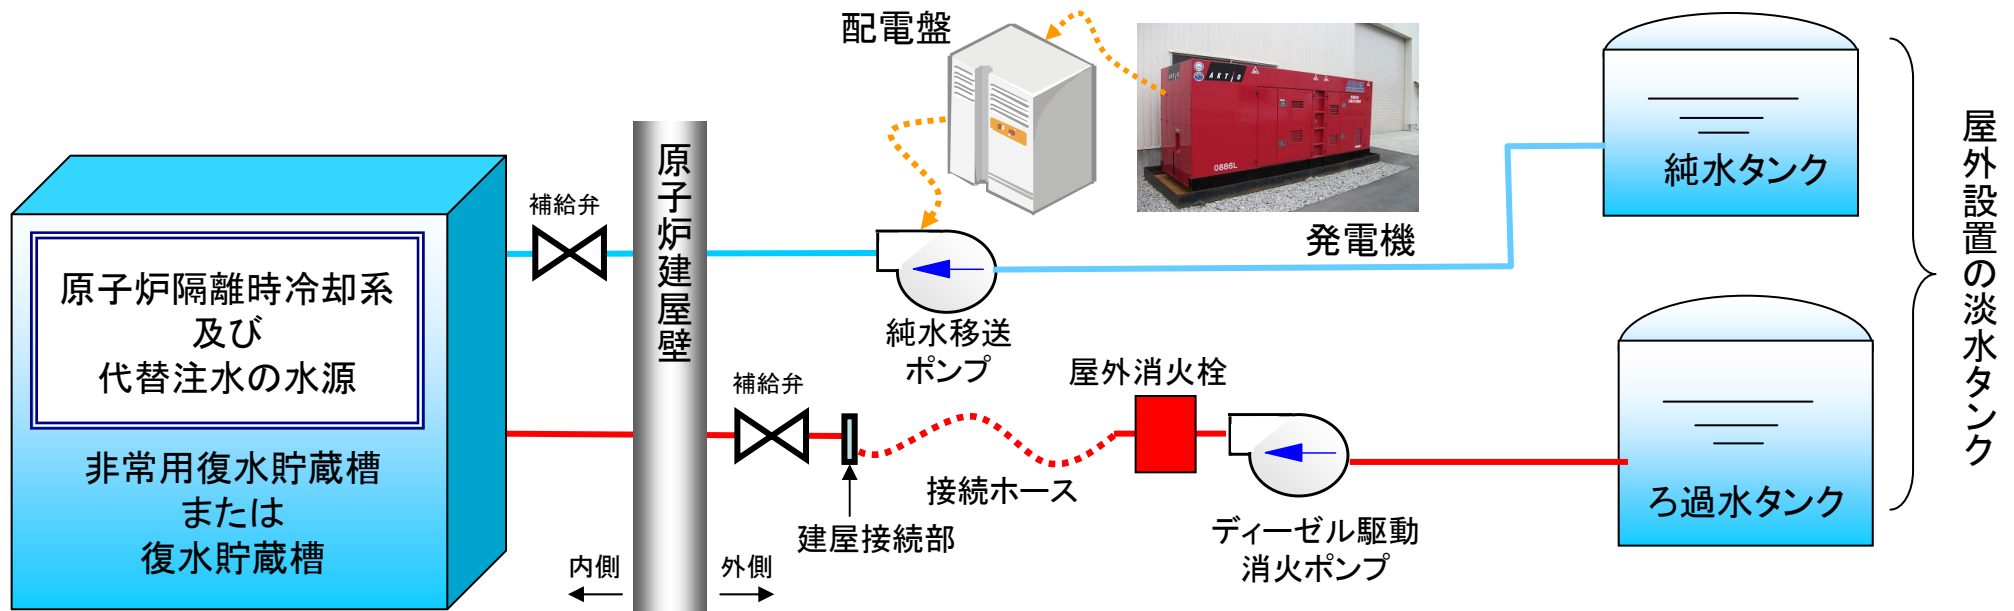 配電盤
AKTiO
0886L
発電機
純水タンク
屋外設置の淡水タンク
補給弁
原子炉建屋壁
原子炉隔離時冷却系
及び
代替注水の水源
純水移送
ポンプ
補給弁
屋外消火栓
非常用復水貯蔵槽
または
復水貯蔵槽
接続ホース
建屋接続部
ディーゼル駆動
消火ポンプ
ろ過水タンク
内側
外側